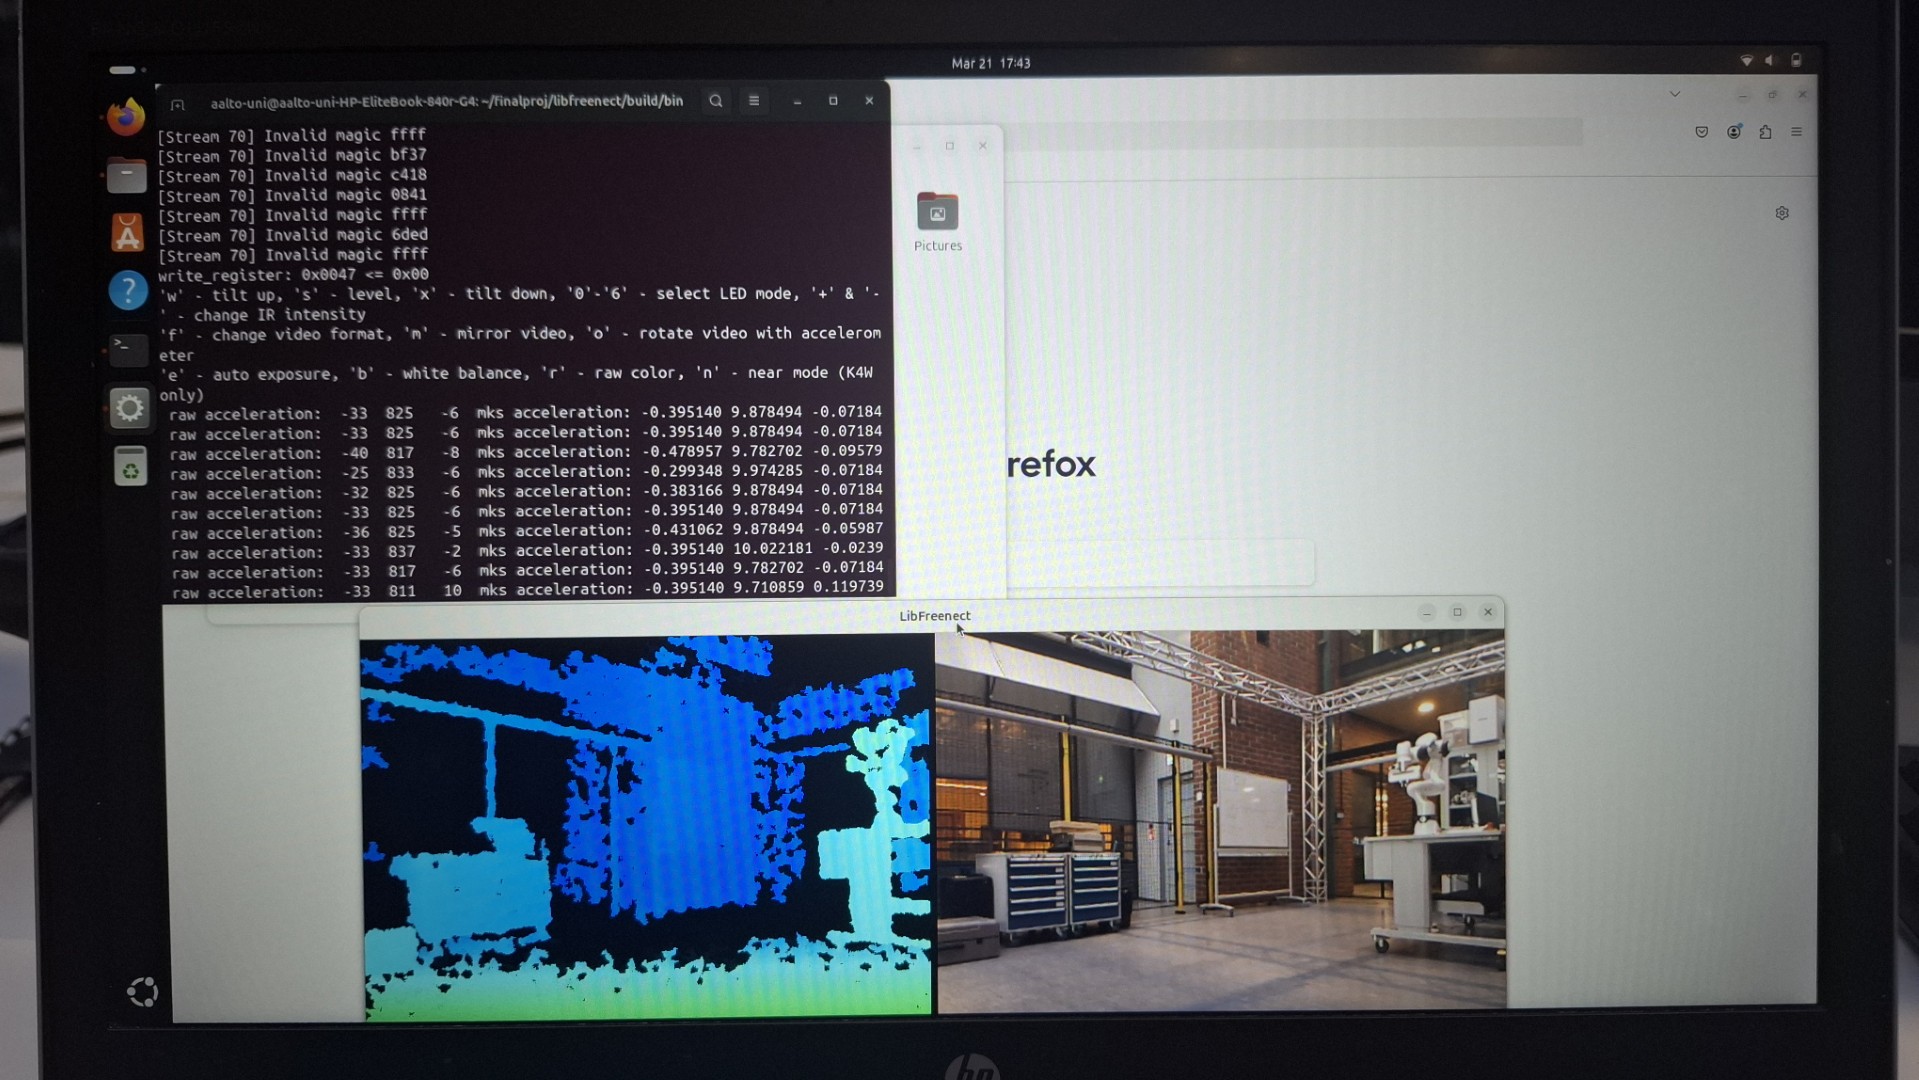 Mar 21 17:43
aalto-uni@aalto-uni-HP-EliteBook-840r-G4: ~/finalproj/libfreenect/build/bin
[Stream 70] Invalid magic ffff
[Stream 70] Invalid magic bf37
[Stream 70] Invalid magic c418
[Stream 70] Invalid magic 0841
[Stream 70] Invalid magic ffff
[Stream 70] Invalid magic 6ded
[Stream 70] Invalid magic ffff
write_register: 0x0047 <= 0x00
'w' - tilt up, 's' - level, 'x' - tilt down, '0'-'6' - select LED mode, '+' & '-
' - change IR intensity
'f' - change video format, 'm' - mirror video, 'o' - rotate video with accelerom
eter
'e' - auto exposure, 'b' - white balance, 'r' - raw color, 'n' - near mode (K4W
only)
raw acceleration: -33 825 -6 mks acceleration: -0.395140 9.878494 -0.07184
raw acceleration: -33 825 -6 mks acceleration: -0.395140 9.878494 -0.07184
raw acceleration: -40 817 -8 mks acceleration: -0.478957 9.782702 -0.09579
raw acceleration: -25 833 -6 mks acceleration: -0.299348 9.974285 -0.07184
raw acceleration: -32 825 -6 mks acceleration: -0.383166 9.878494 -0.07184
raw acceleration: -33 825 -6 mks acceleration: -0.395140 9.878494 -0.07184
raw acceleration: -36 825 -5 mks acceleration: -0.431062 9.878494 -0.05987
raw acceleration: -33 837 -2 mks acceleration: -0.395140 10.022181 -0.0239
raw acceleration: -33 817 -6 mks acceleration: -0.395140 9.782702 -0.07184
raw acceleration: -33 811 10 mks acceleration: -0.395140 9.710859 0.119739
Pictures
refox
LibFreenect
hp